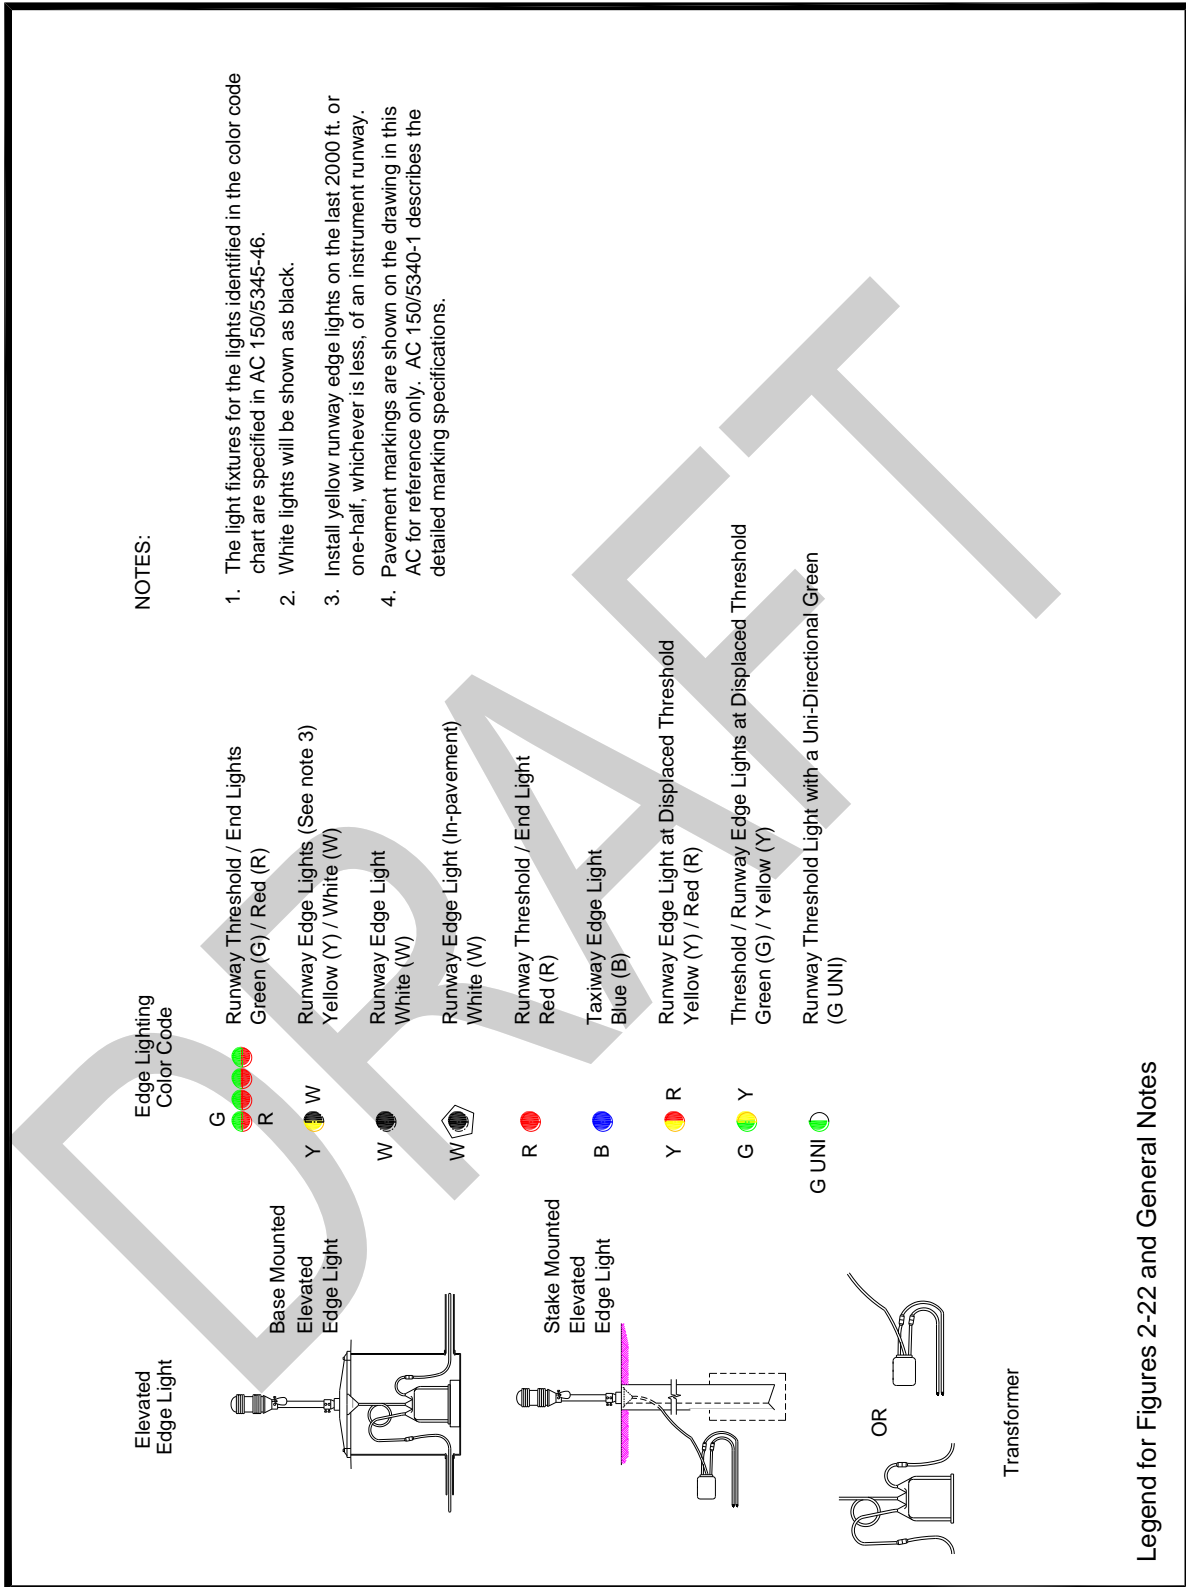 Elevated
Edge Light
Base Mounted
Elevated
Edge Light
Stake Mounted
Elevated
Edge Light
OR
Transformer
Edge Lighting
Color Code
G
R
Runway Threshold / End Lights
Green (G) / Red (R)
Y W
Runway Edge Lights (See note 3)
Yellow (Y) / White (W)
W
Runway Edge Light
White (W)
W
Runway Edge Light (In-pavement)
White (W)
R
Runway Threshold / End Light
Red (R)
B
Taxiway Edge Light
Blue (B)
Y R
Runway Edge Light at Displaced Threshold
Yellow (Y) / Red (R)
G Y
Threshold / Runway Edge Lights at Displaced Threshold
Green (G) / Yellow (Y)
G UNI
Runway Threshold Light with a Uni-Directional Green
(G UNI)
NOTES:
1. The light fixtures for the lights identified in the color code
chart are specified in AC 150/5345-46.
2. White lights will be shown as black.
3. Install yellow runway edge lights on the last 2000 ft. or
one-half, whichever is less, of an instrument runway.
4. Pavement markings are shown on the drawing in this
AC for reference only. AC 150/5340-1 describes the
detailed marking specifications.
Legend for Figures 2-22 and General Notes
DRAFT